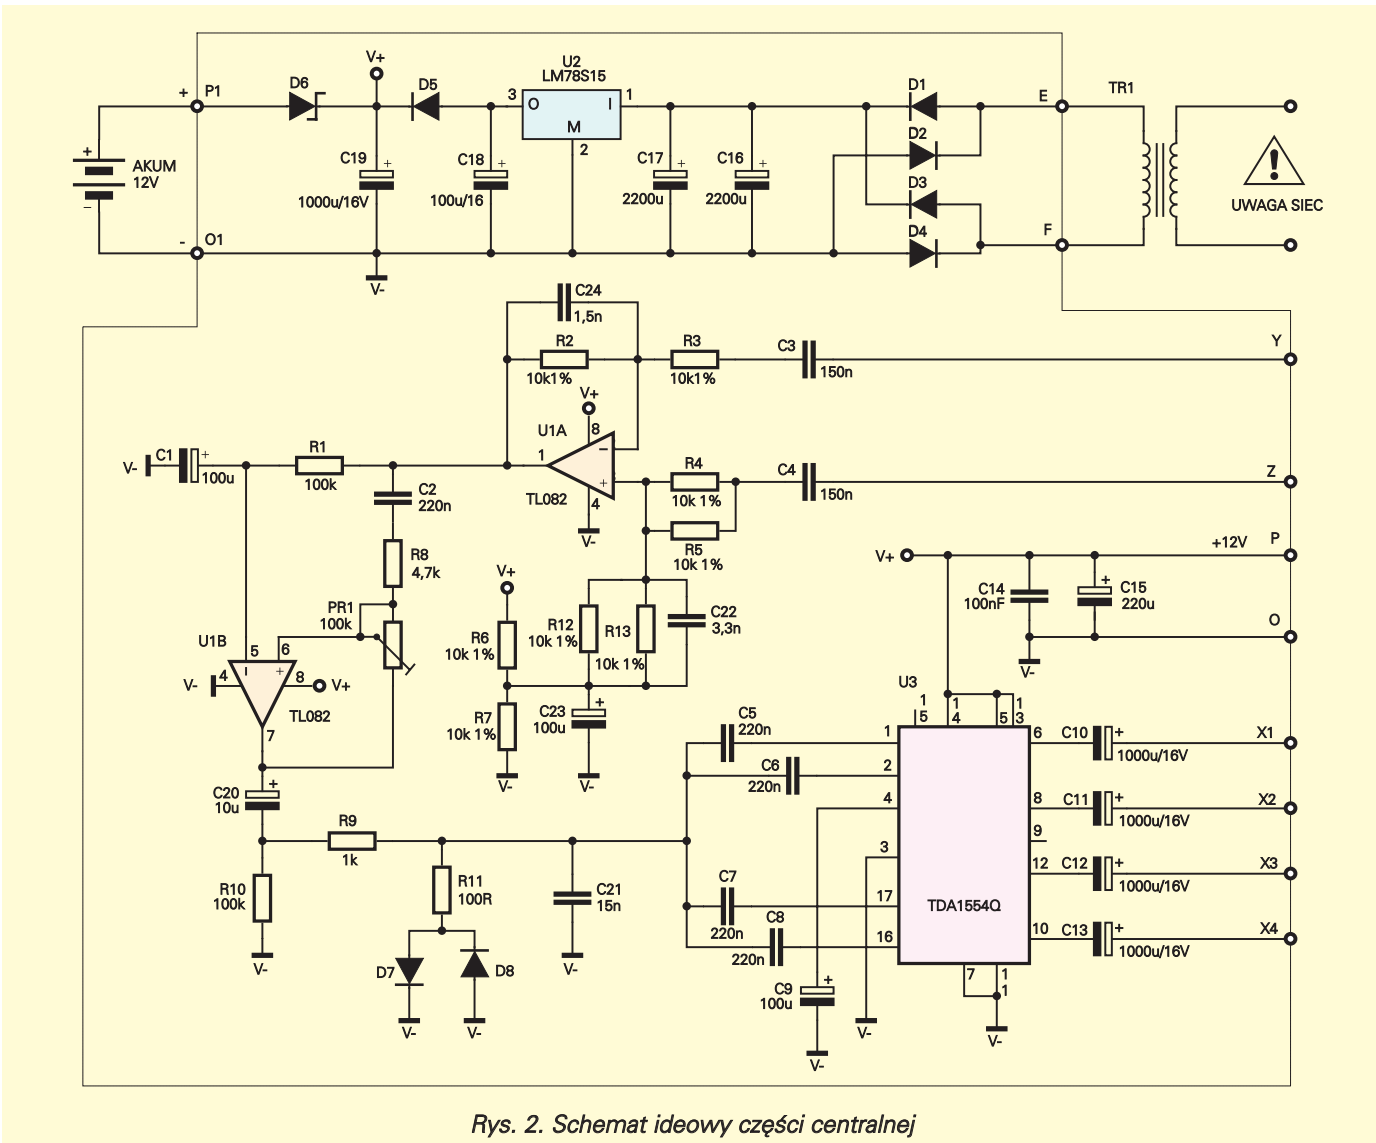 V+
U2
LM78S15
D6
D5
D1
TR1
+
P1
3
O
I
1
E
M
D2
2
+
AKUM
12V
C19
+
1000u/16V
C18
+
100u/16
C17
+
2200u
C16
+
2200u
D3
UWAGA SIEC
-
-
O1
D4
F
V-
C24
1,5n
R2
10k1%
R3
10k1%
C3
150n
Y
V+
8
U1A
1
-
+
TL082
4
V-
V-
C1
+
100u
R1
100k
C2
220n
R4
10k 1%
C4
150n
Z
R5
10k 1%
R8
4,7k
V+
+12V
P
V+
C14
100nF
+
C15
220u
O
V-
PR1
100k
R6
10k 1%
R12
10k 1%
R13
10k 1%
C22
3,3n
U1B
5
6
V-
4
I
+
8
V+
TL082
7
R7
10k 1%
C23
100u
+
V-
V-
U3
1
5
1
4
5
1
3
C5
220n
1
6
C10
+
1000u/16V
X1
C6
220n
2
C20
10u
+
4
8
C11
+
1000u/16V
X2
R9
1k
9
3
12
C12
+
1000u/16V
X3
R10
100k
R11
100R
C21
15n
C7
220n
17
TDA1554Q
C8
220n
16
10
C13
+
1000u/16V
X4
V-
D7
D8
V-
7
1
1
C9
100u
+
V-
V-
V-
V-
V-
Rys. 2. Schemat ideowy części centralnej